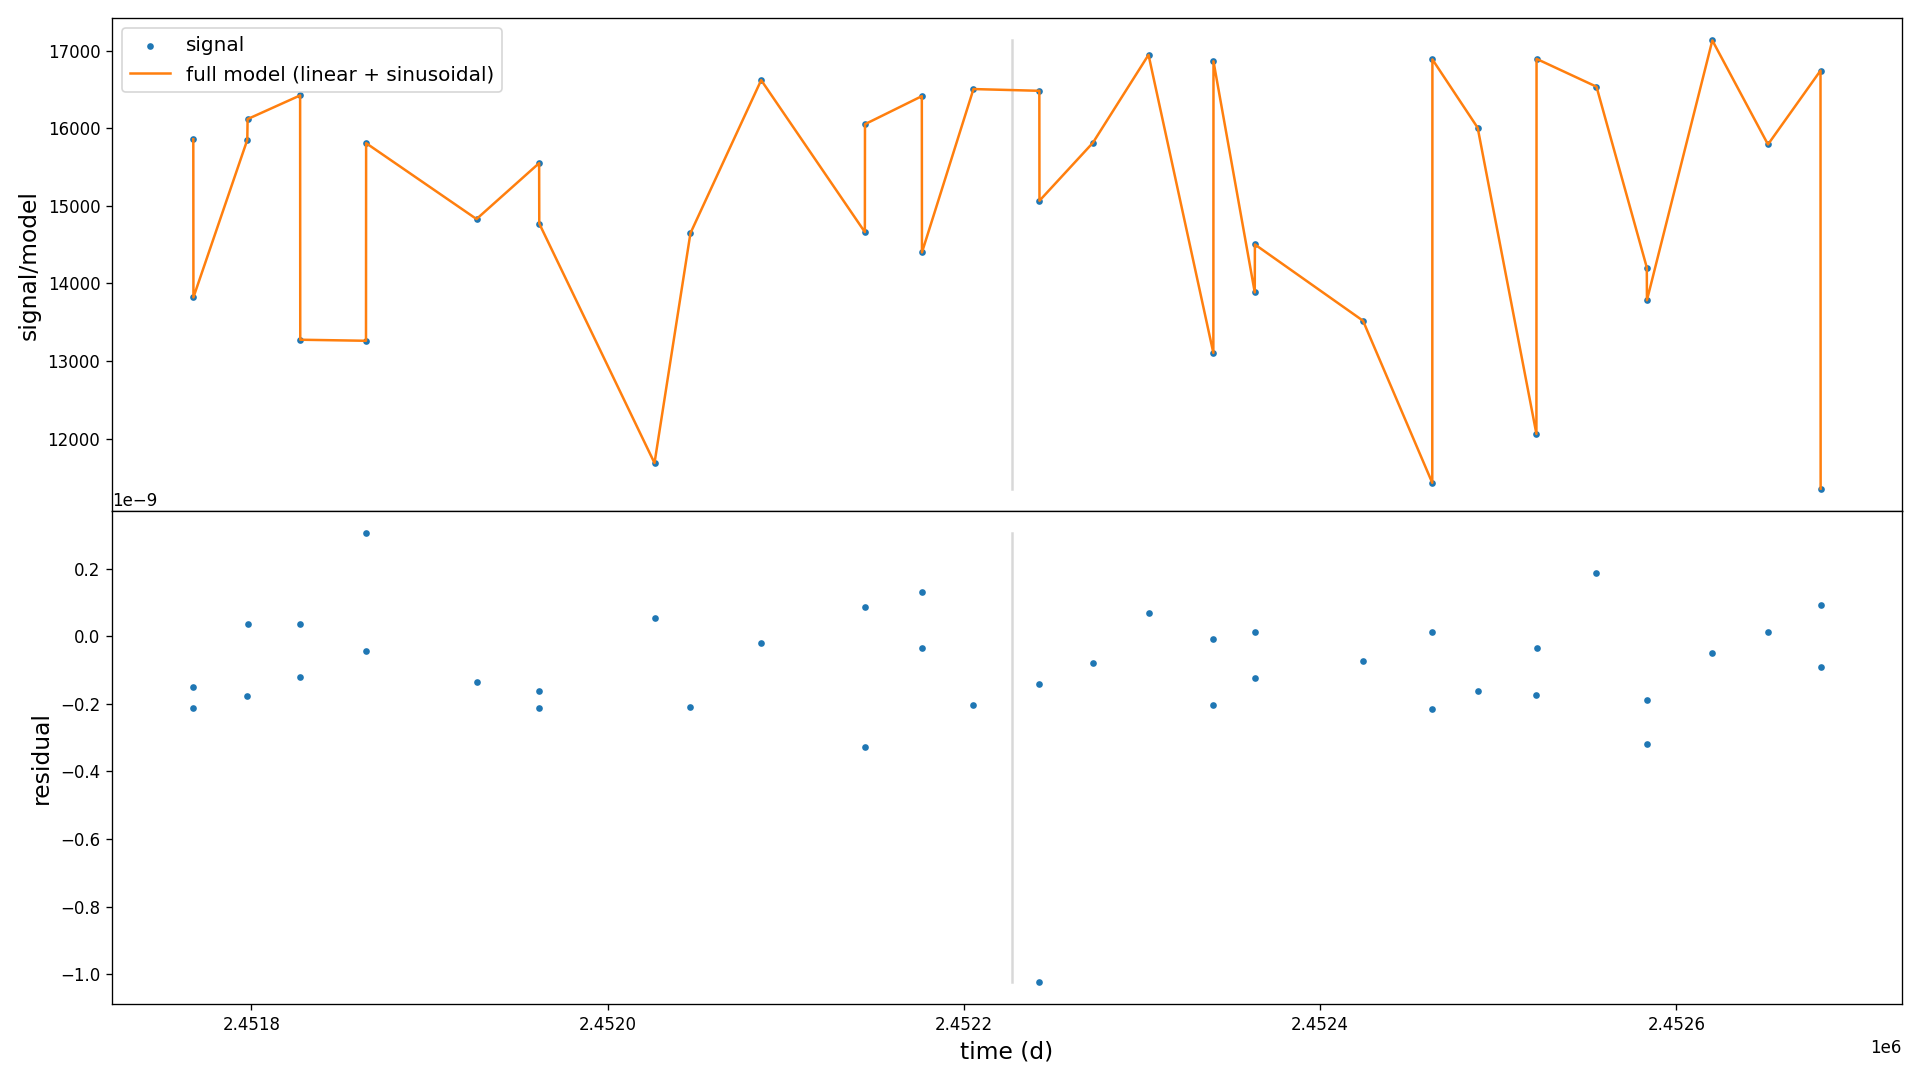 signal
full model (linear + sinusoidal)
17000
16000
15000
14000
13000
12000
signal/model
1e−9
0.2
0.0
−0.2
−0.4
−0.6
−0.8
−1.0
residual
2.4518
2.4520
2.4522
2.4524
2.4526
1e6
time (d)